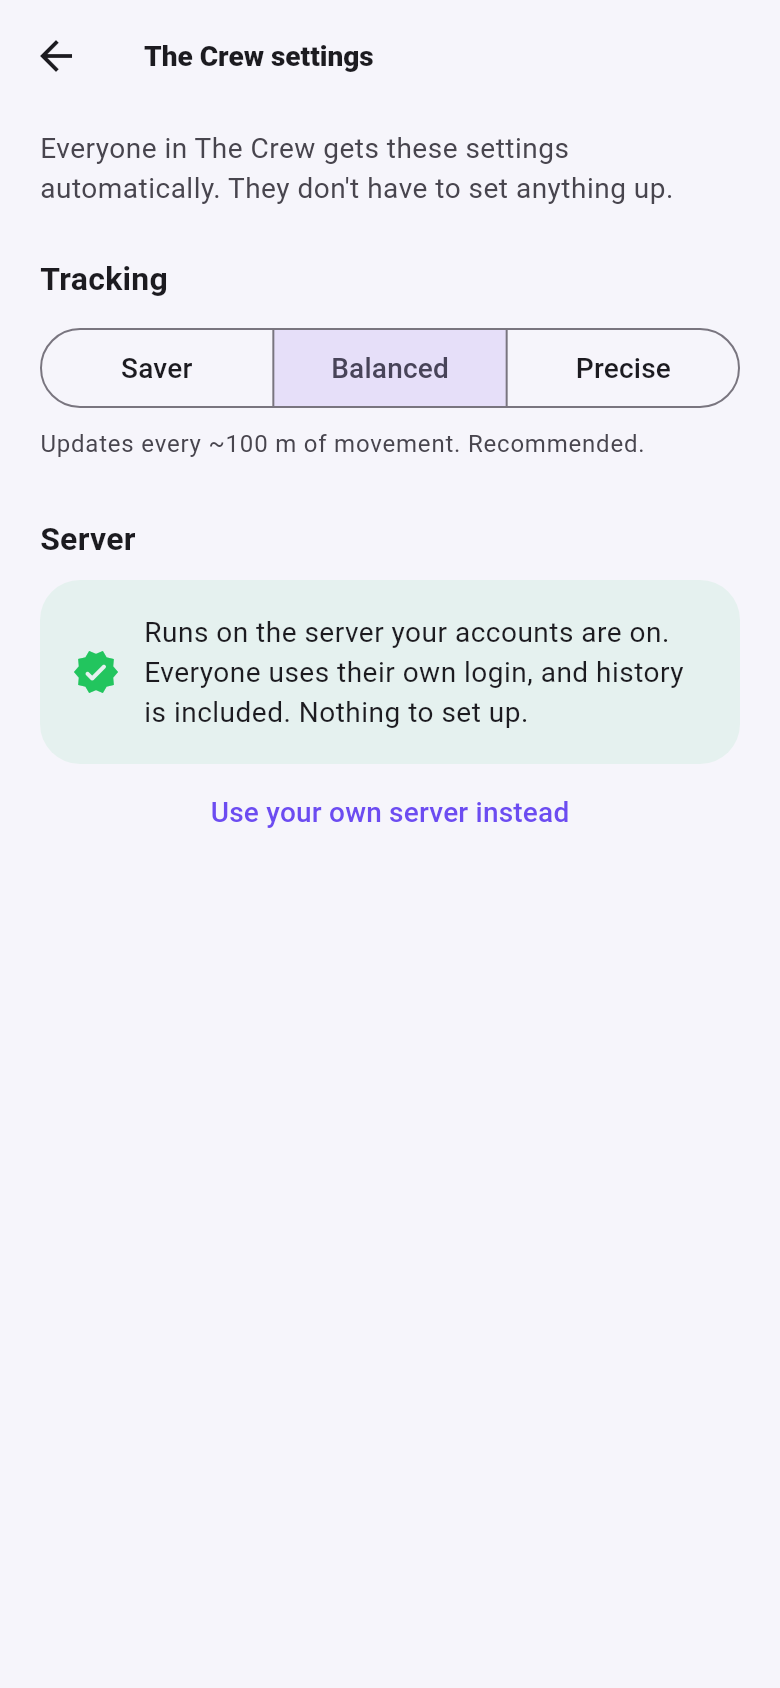 The Crew settings
Everyone in The Crew gets these settings
automatically. They don't have to set anything up.
Tracking
Saver
Balanced
Precise
Updates every ~100 m of movement. Recommended.
Server
Runs on the server your accounts are on.
Everyone uses their own login, and history
is included. Nothing to set up.
Use your own server instead